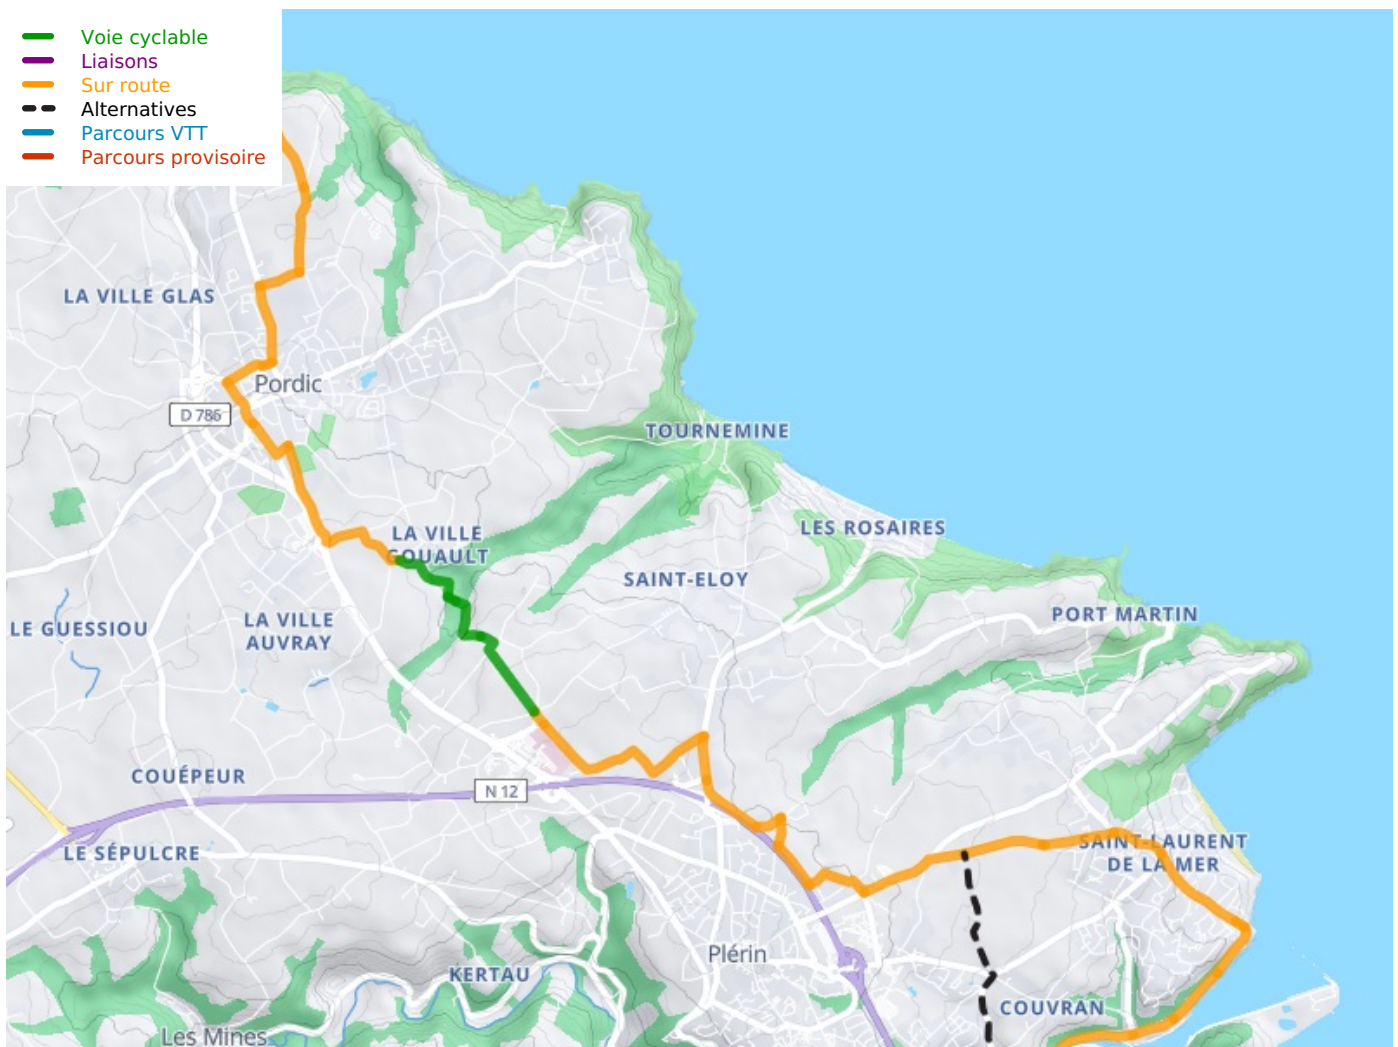 Voie cyclable
Liaisons
Sur route
Alternatives
Parcours VTT
Parcours provisoire
LA VILLE GLAS
Pordic
D 786
TOURNEMINE
LES ROSAIRES
LA VILLE
GOUAULT
SAINT-ELOY
PORT MARTIN
LE GUESSIOU
LA VILLE
AUVRAY
COUÉPEUR
N 12
LE SÉPULCRE
SAINT-LAURENT
DE LA MER
Plérin
KERTAU
COUVRAN
Les Mines